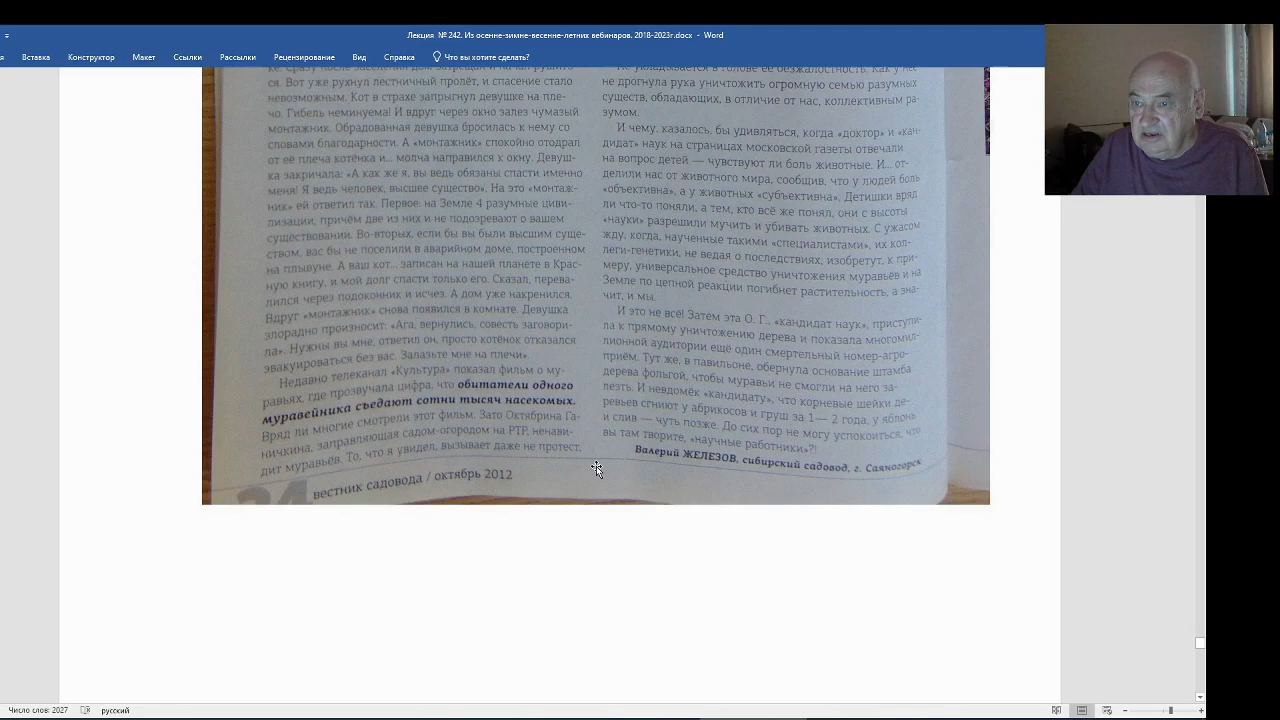 Лекция № 242. Из осенне-зимне-весенне-летних вебинаров. 2018-2023г.docx - Word
Вставка Конструктор Макет Ссылки Рассылки Рецензирование Вид Справка Что вы хотите сделать?
ся. Вот уже рухнул лестничный пролёт, и спасение стало
невозможным. Кот в страхе запрыгнул девушке на пле-
чо. Гибель неминуема! И вдруг через окно залез чумазый
монтажник. Обрадованная девушка бросилась к нему со
словами благодарности. А «монтажник» спокойно отодрал
от её плеча котёнка и... молча направился к окну. Девуш-
ка закричала: «А как же я, вы ведь обязаны спасти именно
меня! Я ведь человек, высшее существо». На это «монтаж-
ник» ей ответил так. Первое: на Земле 4 разумные циви-
лизации, причём две из них и не подозревают о вашем
существовании. Во-вторых, если бы вы были высшим суще-
ством, вас бы не поселили в аварийном доме, построенном
на плывуне. А ваш кот... записан на нашей планете в Крас-
ную книгу, и мой долг спасти только его. Сказал, перева-
лился через подоконник и исчез. А дом уже накренился.
Вдруг «монтажник» снова появился в комнате. Девушка
злорадно произносит: «Ага, вернулись, совесть заговори-
ла». Нужны вы мне, ответил он, просто котёнок отказался
эвакуироваться без вас. Залазьте мне на плечи».
Недавно телеканал «Культура» показал фильм о му-
равьях, где прозвучала цифра, что обитатели одного
муравейника съедают сотни тысяч насекомых.
Вряд ли многие смотрели этот фильм. Зато Октябрина Га-
ничкина, заправляющая садом-огородом на РТР, ненави-
дит муравьёв. То, что я увидел, вызывает даже не протест,
24 вестник садовода / октябрь 2012
Не укладывается в голове её безжалостность. Как у неё
не дрогнула рука уничтожить огромную семью разумных
существ, обладающих, в отличие от нас, коллективным ра-
зумом.
И чему, казалось, бы удивляться, когда «доктор» и «кан-
дидат» наук на страницах московской газеты отвечали
на вопрос детей — чувствуют ли боль животные. И... от-
делили нас от животного мира, сообщив, что у людей боль
«объективна», а у животных «субъективна». Детишки вряд
ли что-то поняли, а тем, кто всё же понял, они с высоты
«науки» разрешили мучить и убивать животных. С ужасом
жду, когда, наученные такими «специалистами», их кол-
леги-генетики, не ведая о последствиях, изобретут, к при-
меру, универсальное средство уничтожения муравьёв и на
Земле по цепной реакции погибнет растительность, а зна-
чит, и мы.
И это не всё! Затем эта О. Г., «кандидат наук», приступи-
ла к прямому уничтожению дерева и показала многомил-
лионной аудитории ещё один смертельный номер-агро-
приём. Тут же, в павильоне, обернула основание штамба
дерева фольгой, чтобы муравьи не смогли на него за-
лезть. И невдомёк «кандидату», что корневые шейки де-
ревьев сгниют у абрикосов и груш за 1— 2 года, у яблонь
и слив — чуть позже. До сих пор не могу успокоиться, что
вы там творите, «научные работники»?!
Валерий ЖЕЛЕЗОВ, сибирский садовод, г. Саяногорск
Число слов: 2027 русский